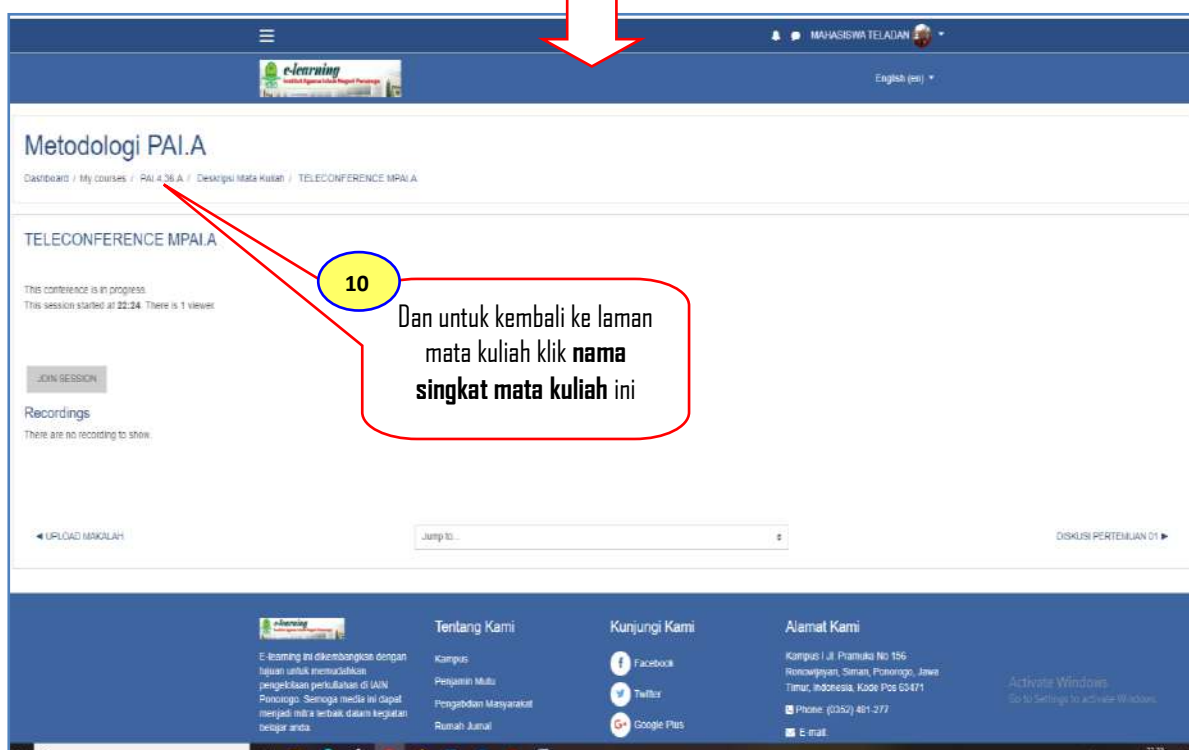 MAHASISWA TELADAN
e-learning
Institut Agama Islam Negeri Ponorogo
English (en)
Metodologi PAI.A
Dashboard / My courses / PAI.4.36.A / Deskripsi Mata Kuliah / TELECONFERENCE MPAI.A
TELECONFERENCE MPAI.A
This conference is in progress.
This session started at 22:24. There is 1 viewer.
10
Dan untuk kembali ke laman
mata kuliah klik nama
singkat mata kuliah ini
JOIN SESSION
Recordings
There are no recording to show.
◄ UPLOAD MAKALAH
Jump to...
DISKUSI PERTEMUAN 01 ►
e-learning
E-learning ini dikembangkan dengan
tujuan untuk memudahkan
pengelolaan perkuliahan di IAIN
Ponorogo. Semoga media ini dapat
menjadi mitra terbaik dalam kegiatan
belajar anda.
Tentang Kami
Kampus
Penjamin Mutu
Pengabdian Masyarakat
Rumah Jurnal
Kunjungi Kami
Facebook
Twitter
Google Plus
Alamat Kami
Kampus I Jl. Pramuka No 156
Ronowijayan, Siman, Ponorogo, Jawa
Timur, Indonesia, Kode Pos 63471
Phone: (0352) 481-277
E-mail:
Activate Windows
Go to Settings to activate Windows.